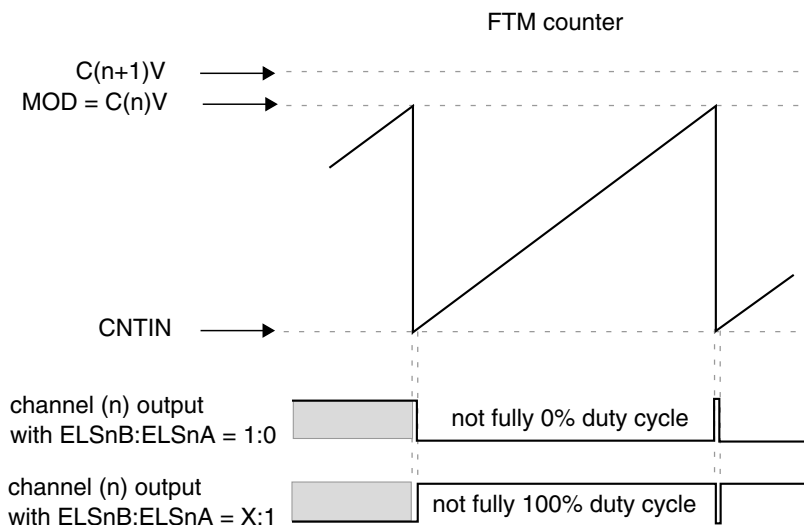 FTM counter
C(n+1)V
MOD = C(n)V
CNTIN
channel (n) output
with ELSnB:ELSnA = 1:0
not fully 0% duty cycle
channel (n) output
with ELSnB:ELSnA = X:1
not fully 100% duty cycle